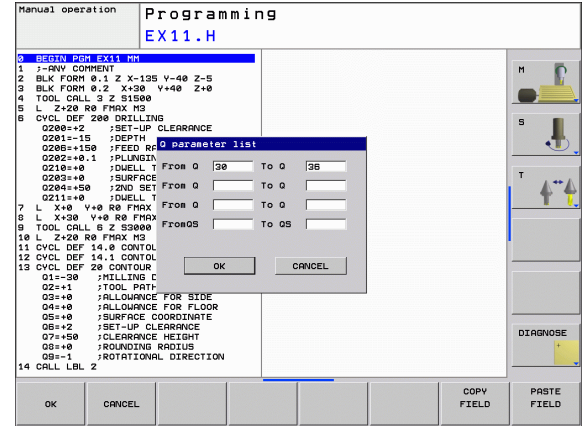 Manual operation
Programming
EX11.H
0 BEGIN PGM EX11 MM
1 ;-ANY COMMENT
2 BLK FORM 0.1 Z X-135 Y-40 Z-5
3 BLK FORM 0.2 X+30 Y+40 Z+0
4 TOOL CALL 3 Z S1500
5 L Z+20 R0 FMAX M3
6 CYCL DEF 200 DRILLING
Q200=+2 ;SET-UP CLEARANCE
Q201=-15 ;DEPTH
Q206=+150 ;FEED RA
Q202=+0.1 ;PLUNGIN
Q210=+0 ;DWELL T
Q203=+0 ;SURFACE
Q204=+50 ;2ND SET
Q211=+0 ;DWELL T
7 L X+0 Y+0 R0 FMAX
8 L X+30 Y+0 R0 FMAX
9 TOOL CALL 6 Z S3000
10 L Z+20 R0 FMAX M3
11 CYCL DEF 14.0 CONTOU
12 CYCL DEF 14.1 CONTOU
13 CYCL DEF 20 CONTOUR
Q1=-30 ;MILLING D
Q2=+1 ;TOOL PATH
Q3=+0 ;ALLOWANCE FOR SIDE
Q4=+0 ;ALLOWANCE FOR FLOOR
Q5=+0 ;SURFACE COORDINATE
Q6=+2 ;SET-UP CLEARANCE
Q7=+50 ;CLEARANCE HEIGHT
Q8=+0 ;ROUNDING RADIUS
Q9=-1 ;ROTATIONAL DIRECTION
14 CALL LBL 2
Q parameter list
From Q 30 To Q 36
From Q To Q
From Q To Q
FromQS To QS
OK CANCEL
M
S
T
DIAGNOSE
OK
CANCEL
COPY
FIELD
PASTE
FIELD